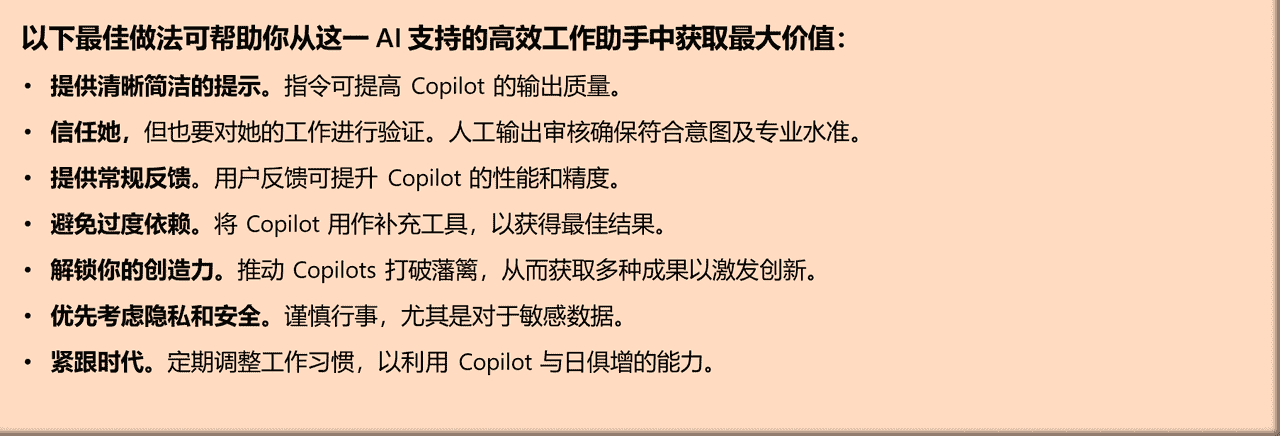 以下最佳做法可帮助你从这一 AI 支持的高效工作助手中获取最大价值：
• 提供清晰简洁的提示。指令可提高 Copilot 的输出质量。
• 信任她，但也要对她的工作进行验证。人工输出审核确保符合意图及专业水准。
• 提供常规反馈。用户反馈可提升 Copilot 的性能和精度。
• 避免过度依赖。将 Copilot 用作补充工具，以获得最佳结果。
• 解锁你的创造力。推动 Copilots 打破藩篱，从而获取多种成果以激发创新。
• 优先考虑隐私和安全。谨慎行事，尤其是对于敏感数据。
• 紧跟时代。定期调整工作习惯，以利用 Copilot 与日俱增的能力。